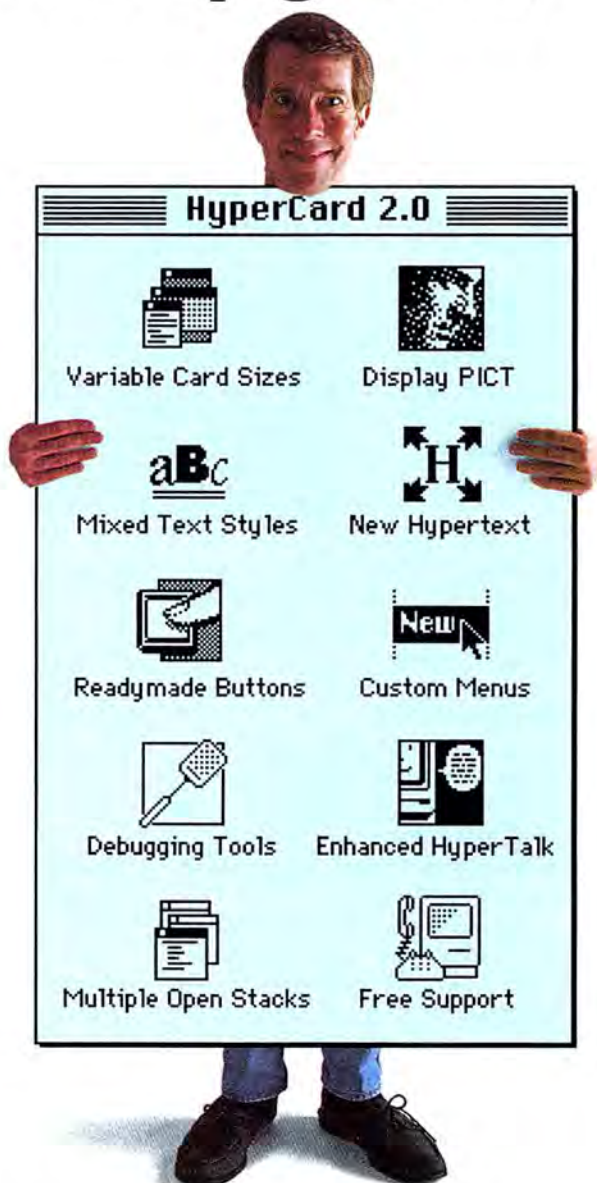 HyperCard 2.0
Variable Card Sizes Display PICT
aBc H
Mixed Text Styles New Hypertext
New
Readymade Buttons Custom Menus
Debugging Tools Enhanced HyperTalk
Multiple Open Stacks Free Support